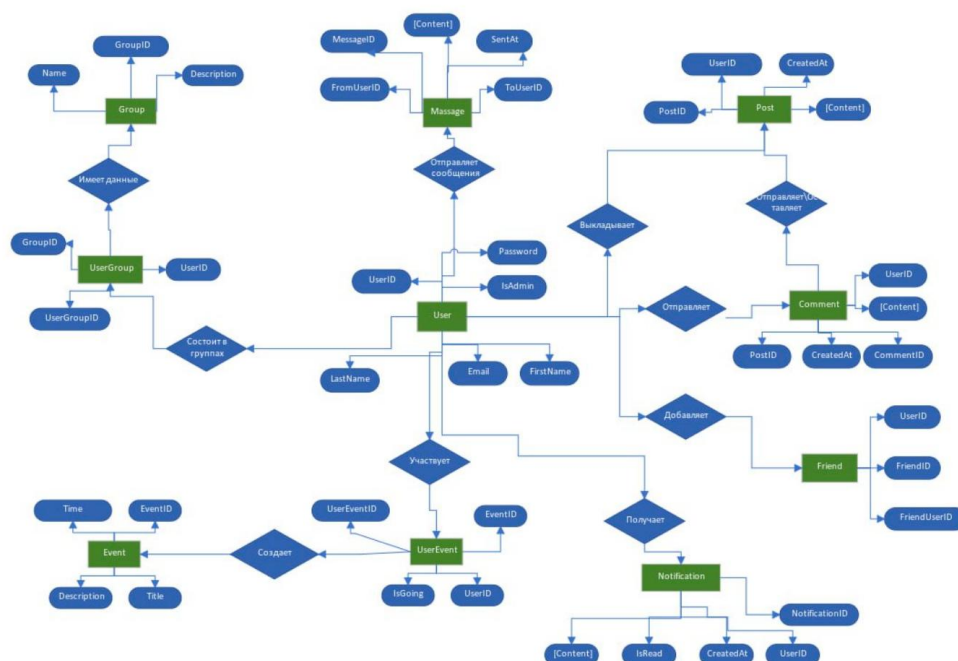 GroupID
Name
Description
Group
Имеет данные
GroupID
UserGroup
UserID
UserGroupID
Состоит в
группах
MessageID
[Content]
SentAt
FromUserID
Massage
ToUserID
Отправляет
сообщения
UserID
Password
IsAdmin
User
LastName
Email
FirstName
UserID
CreatedAt
PostID
Post
[Content]
Выкладывает
Отправляет
Comment
UserID
[Content]
PostID
CreatedAt
CommentID
Добавляет
Friend
UserID
FriendID
FriendUserID
Участвует
UserEventID
EventID
UserEvent
IsGoing
UserID
Создает
Time
EventID
Event
Description
Title
Получает
Notification
NotificationID
[Content]
IsRead
CreatedAt
UserID